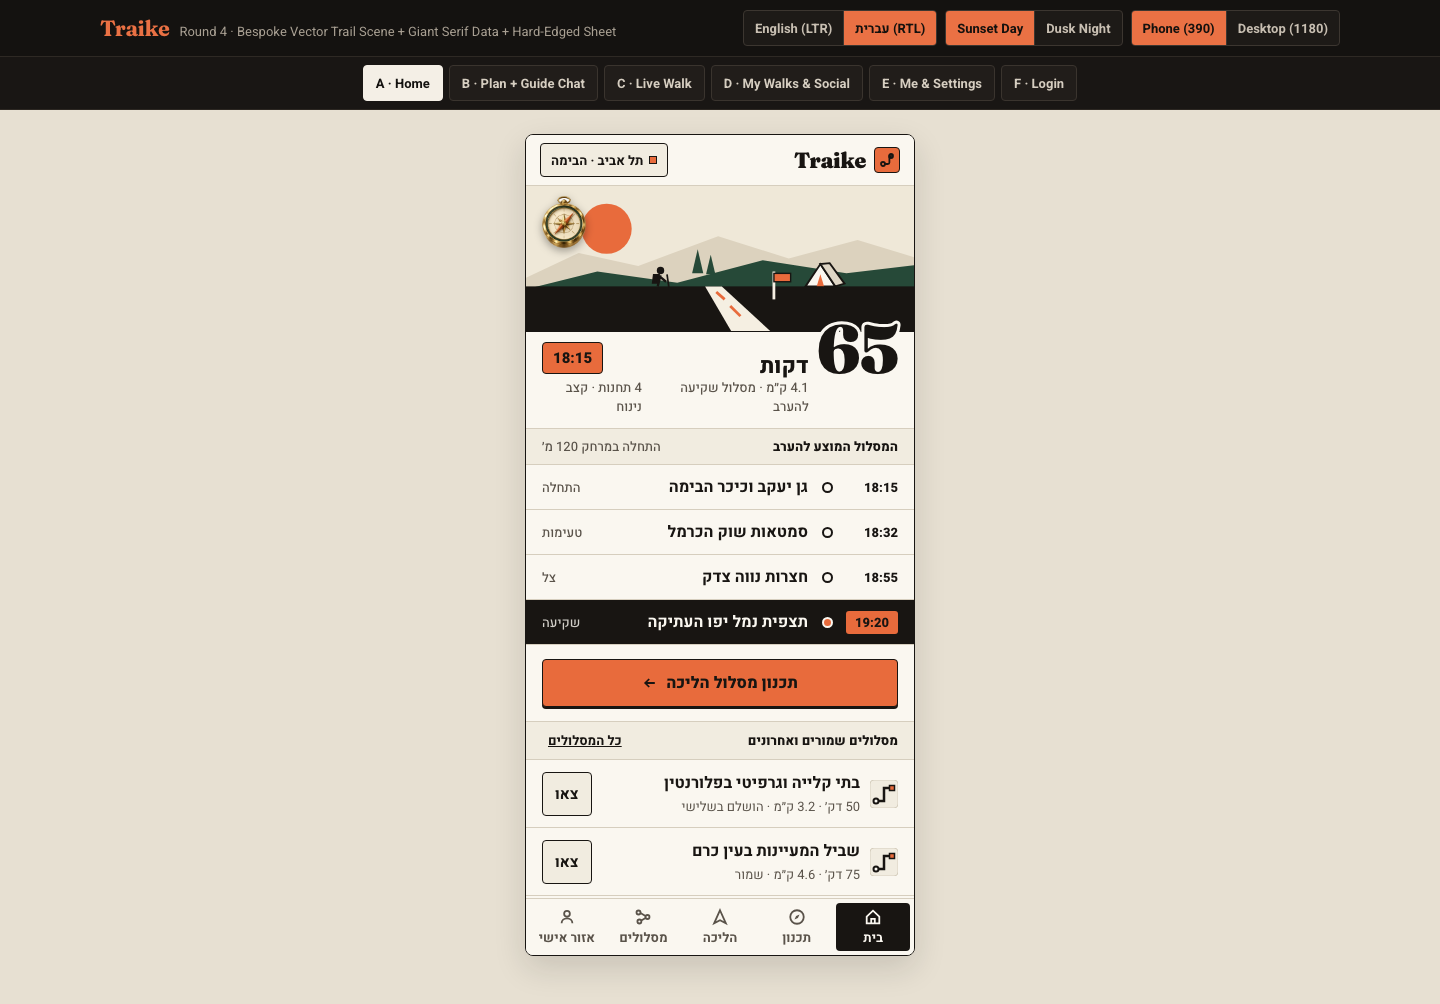 Traike Round 4 · Bespoke Vector Trail Scene + Giant Serif Data + Hard-Edged Sheet
English (LTR) עברית (RTL) Sunset Day Dusk Night Phone (390) Desktop (1180)
A · Home B · Plan + Guide Chat C · Live Walk D · My Walks & Social E · Me & Settings F · Login
Traike
תל אביב · הבימה
65 דקות
4.1 ק״מ · מסלול שקיעה
להערב
18:15
4 תחנות · קצב
נינוח
המסלול המוצע להערב התחלה במרחק 120 מ׳
18:15 גן יעקב וכיכר הבימה התחלה
18:32 סמטאות שוק הכרמל טעימות
18:55 חצרות נווה צדק צל
19:20 תצפית נמל יפו העתיקה שקיעה
תכנון מסלול הליכה ←
מסלולים שמורים ואחרונים כל המסלולים
בתי קלייה וגרפיטי בפלורנטין
50 דק׳ · 3.2 ק״מ · הושלם בשלישי
צאו
שביל המעיינות בעין כרם
75 דק׳ · 4.6 ק״מ · שמור
צאו
בית תכנון הליכה מסלולים אזור אישי